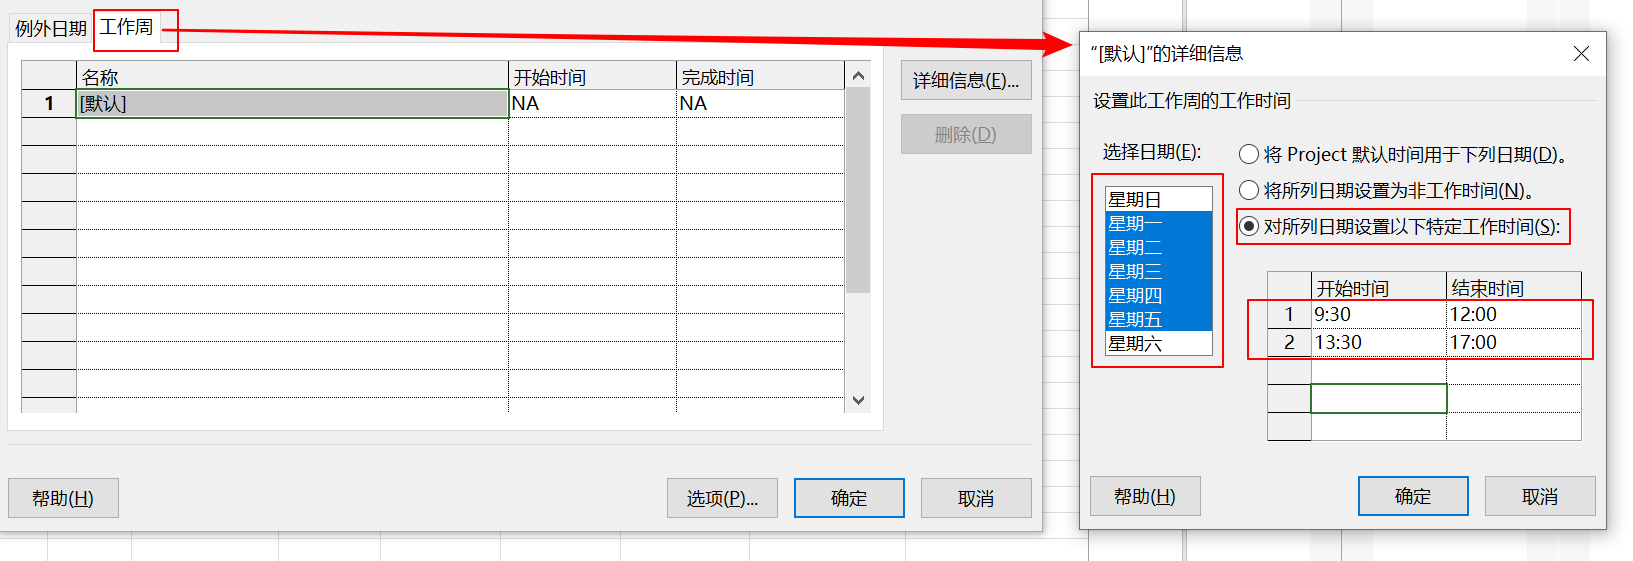 例外日期 工作周
名称 开始时间 完成时间
1 [默认] NA NA
详细信息(E)...
删除(D)
帮助(H) 选项(P)... 确定 取消
“[默认]”的详细信息
设置此工作周的工作时间
选择日期(E):
星期日
星期一
星期二
星期三
星期四
星期五
星期六
将 Project 默认时间用于下列日期(D)。
将所列日期设置为非工作时间(N)。
对所列日期设置以下特定工作时间(S):
开始时间 结束时间
1 9:30 12:00
2 13:30 17:00
帮助(H) 确定 取消